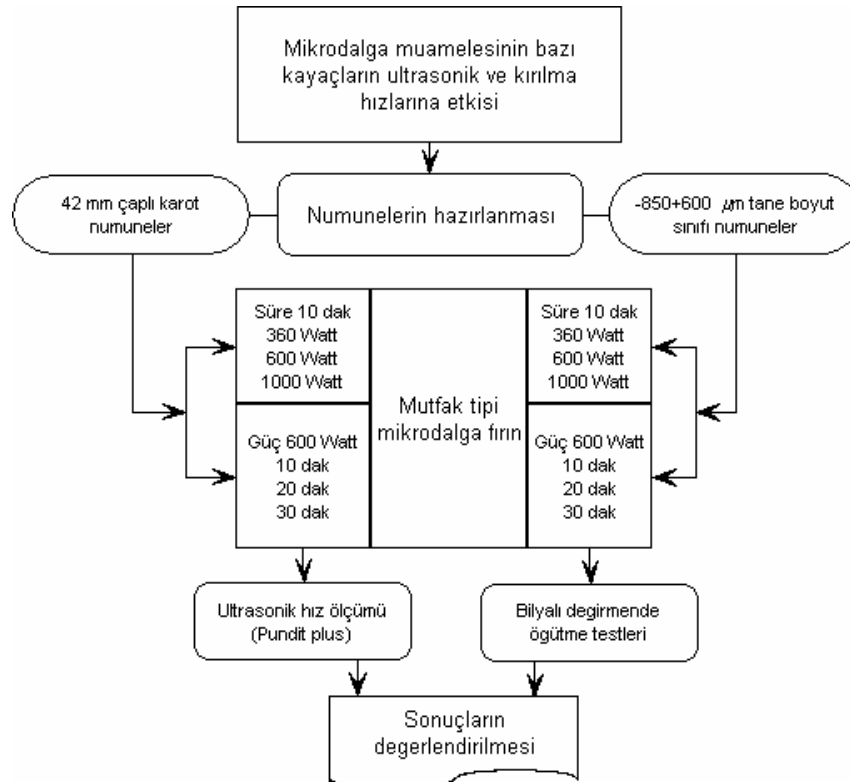 Mikrodalga muamelesinin bazı
kayaçların ultrasonik ve kırılma
hızlarına etkisi
42 mm çaplı karot
numuneler
Numunelerin hazırlanması
-850+600 µm tane boyut
sınıfı numuneler
Süre 10 dak
360 Watt
600 Watt
1000 Watt
Güç 600 Watt
10 dak
20 dak
30 dak
Mutfak tipi
mikrodalga fırın
Süre 10 dak
360 Watt
600 Watt
1000 Watt
Güç 600 Watt
10 dak
20 dak
30 dak
Ultrasonik hız ölçümü
(Pundit plus)
Bilyalı degirmende
ögütme testleri
Sonuçların
degerlendirilmesi